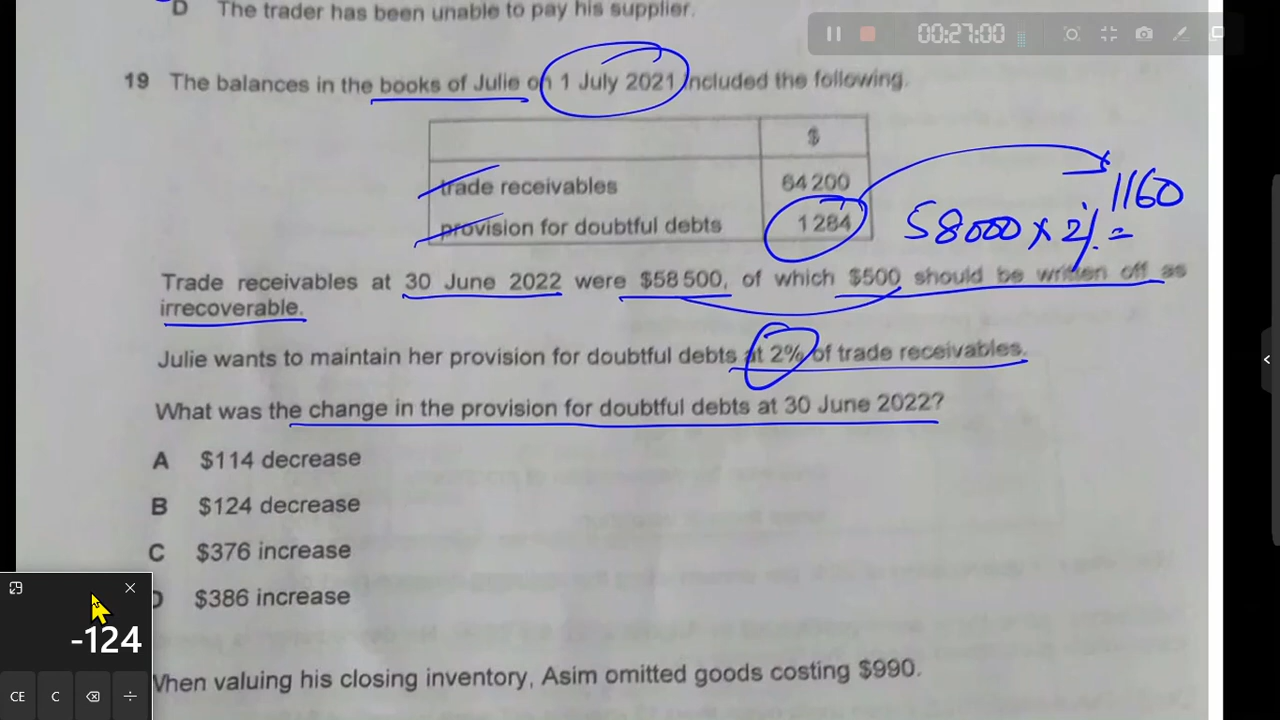 D The trader has been unable to pay his supplier.
00:27:00
19 The balances in the books of Julie on 1 July 2021 included the following.
$
trade receivables 64 200
provision for doubtful debts 1 284
1160
58000 x 2% =
Trade receivables at 30 June 2022 were $58 500, of which $500 should be written off as
irrecoverable.
Julie wants to maintain her provision for doubtful debts at 2% of trade receivables.
What was the change in the provision for doubtful debts at 30 June 2022?
A $114 decrease
B $124 decrease
C $376 increase
D $386 increase
-124
CE C ÷
When valuing his closing inventory, Asim omitted goods costing $990.